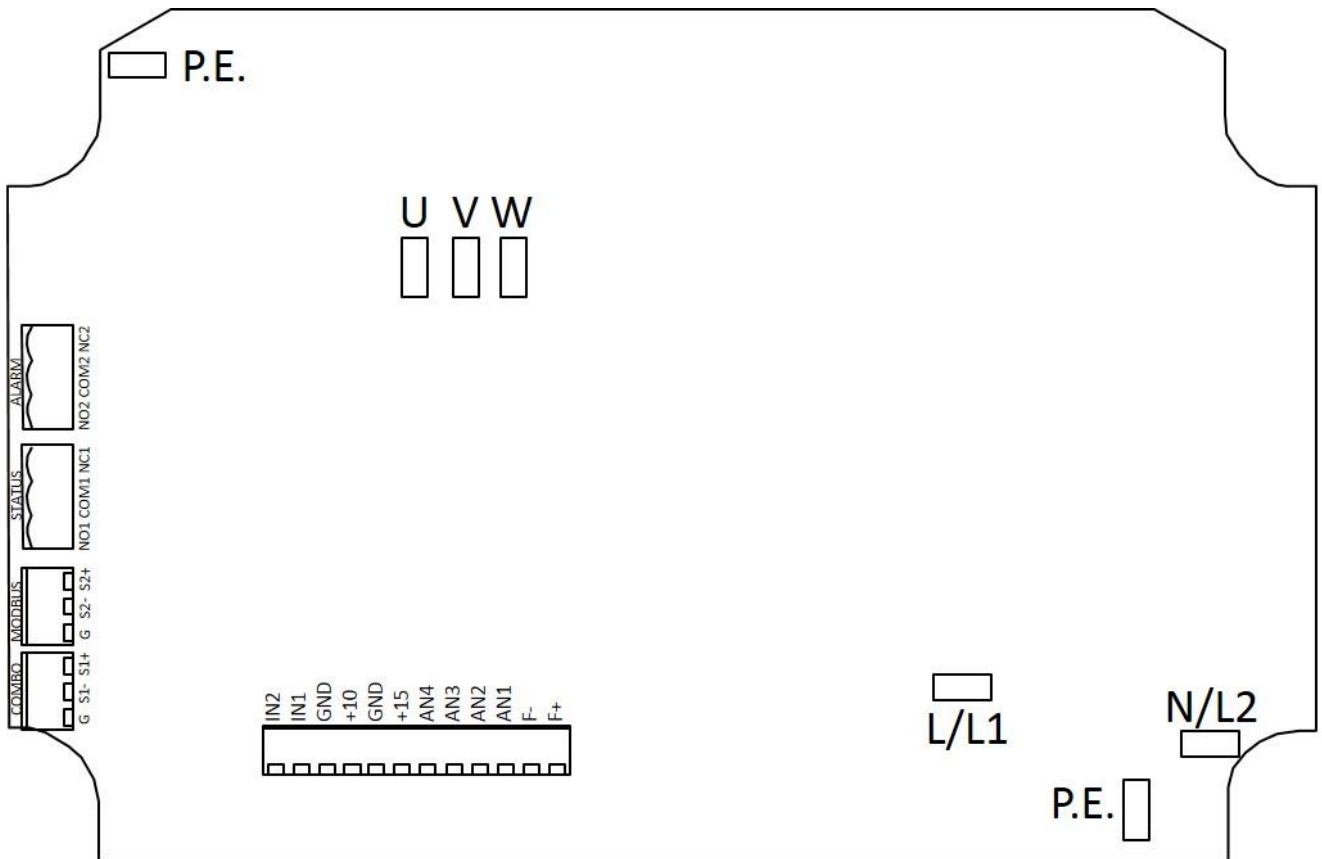 P.E.
U V W
ALARM
NO2 COM2 NC2
STATUS
NO1 COM1 NC1
MODBUS
G S2- S2+
COMBO
G S1- S1+
IN2
IN1
GND
+10
GND
+15
AN4
AN3
AN2
AN1
F-
F+
L/L1
N/L2
P.E.